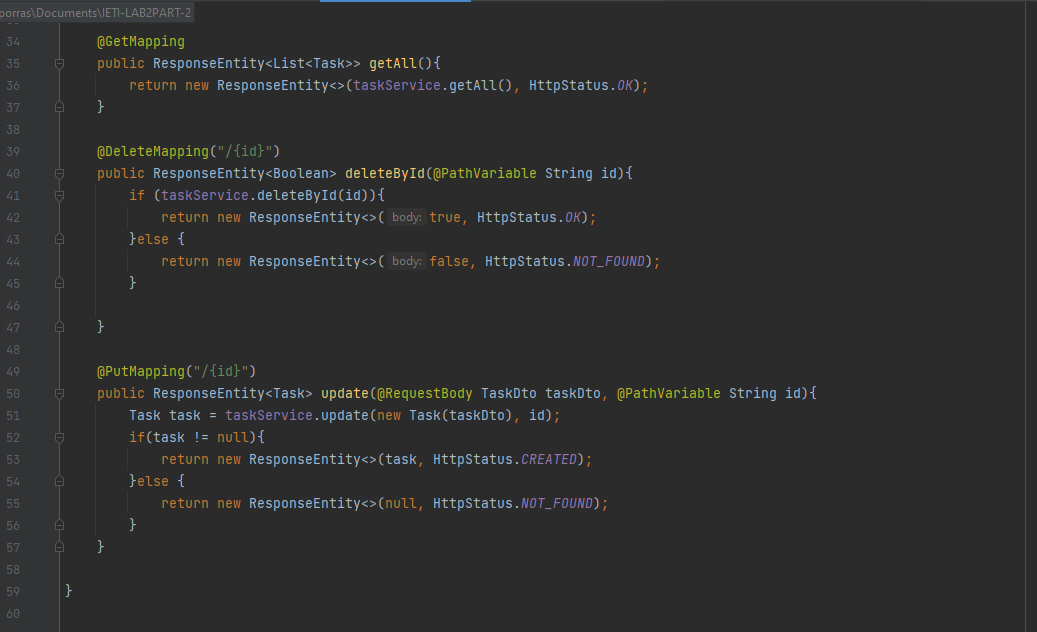 porras\Documents\IETI-LAB2PART-2
34 @GetMapping
35 public ResponseEntity<List<Task>> getAll(){
36 return new ResponseEntity<>(taskService.getAll(), HttpStatus.OK);
37 }
38
39 @DeleteMapping("/{id}")
40 public ResponseEntity<Boolean> deleteById(@PathVariable String id){
41 if (taskService.deleteById(id)){
42 return new ResponseEntity<>( body: true, HttpStatus.OK);
43 }else {
44 return new ResponseEntity<>( body: false, HttpStatus.NOT_FOUND);
45 }
46
47 }
48
49 @PutMapping("/{id}")
50 public ResponseEntity<Task> update(@RequestBody TaskDto taskDto, @PathVariable String id){
51 Task task = taskService.update(new Task(taskDto), id);
52 if(task != null){
53 return new ResponseEntity<>(task, HttpStatus.CREATED);
54 }else {
55 return new ResponseEntity<>(null, HttpStatus.NOT_FOUND);
56 }
57 }
58
59 }
60